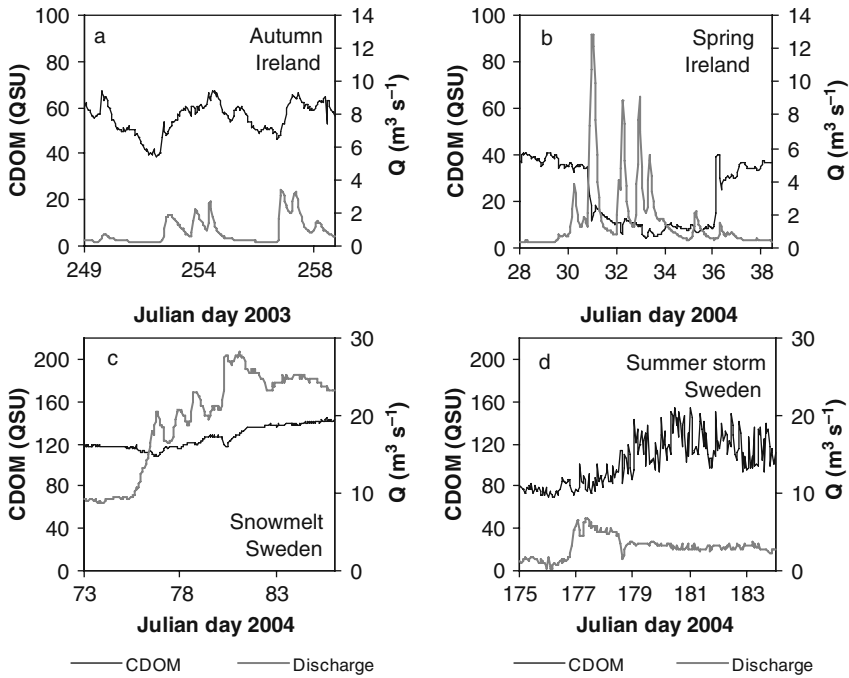 a
Autumn
Ireland
CDOM (QSU)
100
80
60
40
20
0
14
12
10
8
6
4
2
0
Q (m³ s⁻¹)
249
254
258
Julian day 2003
b
Spring
Ireland
CDOM (QSU)
100
80
60
40
20
0
14
12
10
8
6
4
2
0
Q (m³ s⁻¹)
28
30
32
34
36
38
Julian day 2004
c
Snowmelt
Sweden
CDOM (QSU)
200
160
120
80
40
0
30
20
10
0
Q (m³ s⁻¹)
73
78
83
Julian day 2004
d
Summer storm
Sweden
CDOM (QSU)
200
160
120
80
40
0
30
20
10
0
Q (m³ s⁻¹)
175
177
179
181
183
Julian day 2004
CDOM
Discharge
CDOM
Discharge